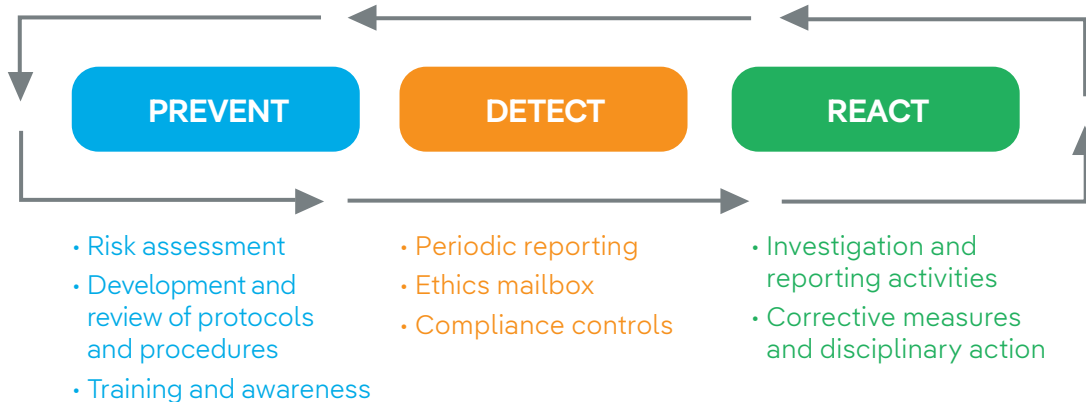 PREVENT
DETECT
REACT
• Risk assessment
• Development and
review of protocols
and procedures
• Training and awareness
• Periodic reporting
• Ethics mailbox
• Compliance controls
• Investigation and
reporting activities
• Corrective measures
and disciplinary action